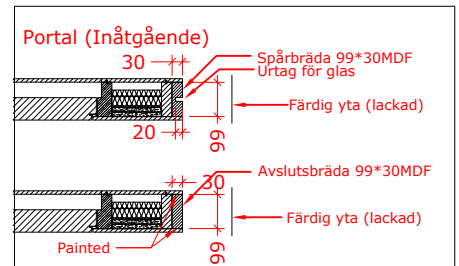 Portal (Inåtgående)
30
Spårbräda 99*30MDF
Urtag för glas
Färdig yta (lackad)
20
99
30
Avslutsbräda 99*30MDF
Färdig yta (lackad)
Painted
99